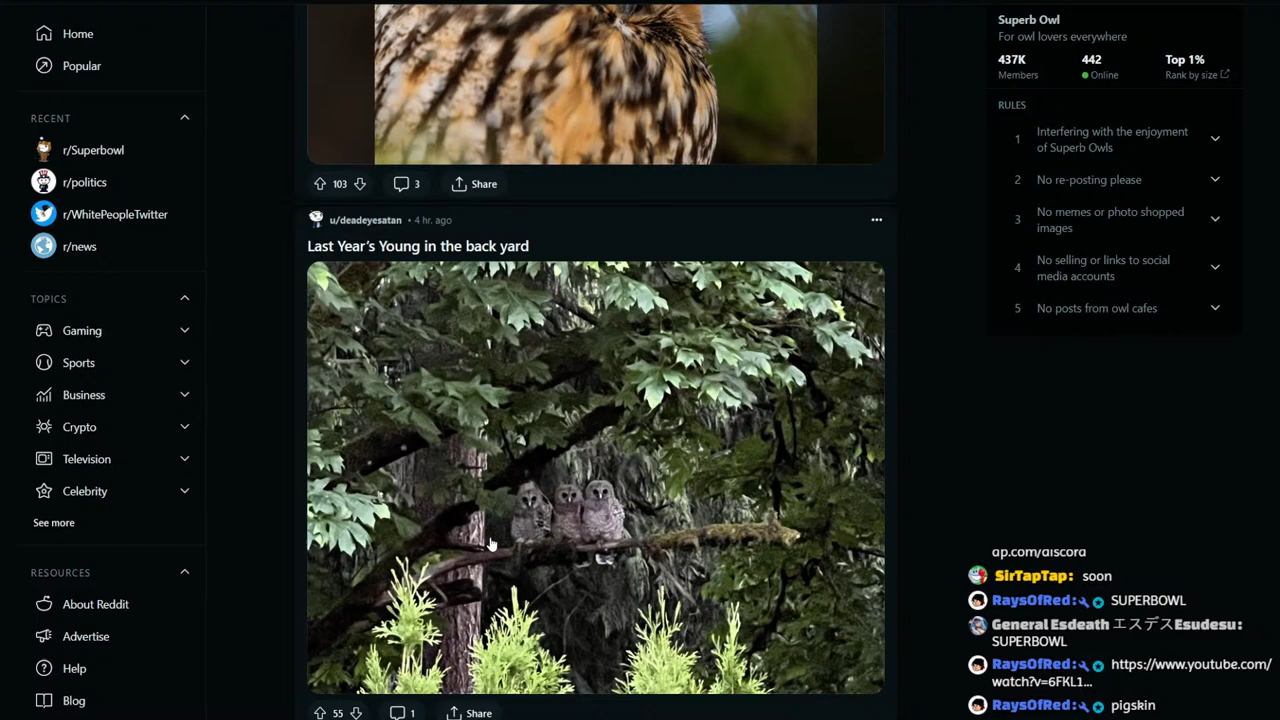 Home
Popular
RECENT
r/Superbowl
r/politics
r/WhitePeopleTwitter
r/news
TOPICS
Gaming
Sports
Business
Crypto
Television
Celebrity
See more
RESOURCES
About Reddit
Advertise
Help
Blog
103
3
Share
u/deadeyesatan • 4 hr. ago
Last Year's Young in the back yard
55
1
Share
Superb Owl
For owl lovers everywhere
437K 442 Top 1%
Members Online Rank by size
RULES
1 Interfering with the enjoyment
of Superb Owls
2 No re-posting please
3 No memes or photo shopped
images
4 No selling or links to social
media accounts
5 No posts from owl cafes
SirTapTap: soon
RaysOfRed: SUPERBOWL
General Esdeath エスデスEsudesu:
SUPERBOWL
RaysOfRed: https://www.youtube.com/
watch?v=6FKL1...
RaysOfRed: pigskin